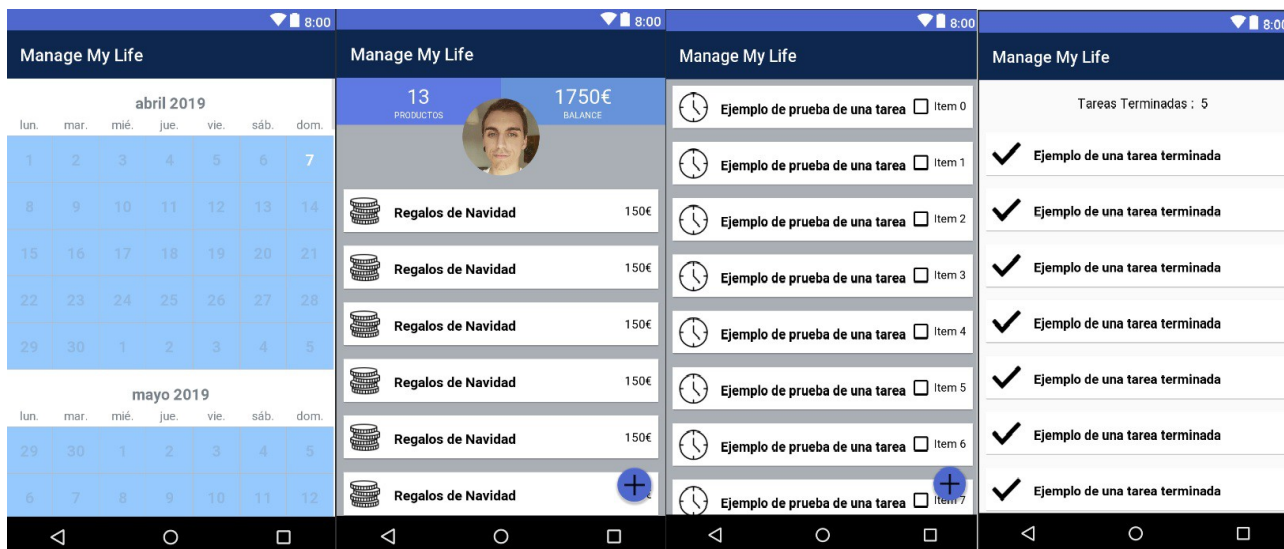 8:00
Manage My Life
abril 2019
lun. mar. mié. jue. vie. sáb. dom.
1 2 3 4 5 6 7
8 9 10 11 12 13 14
15 16 17 18 19 20 21
22 23 24 25 26 27 28
29 30 1 2 3 4 5
mayo 2019
lun. mar. mié. jue. vie. sáb. dom.
29 30 1 2 3 4 5
6 7 8 9 10 11 12
8:00
Manage My Life
13 1750€
PRODUCTOS BALANCE
Regalos de Navidad 150€
Regalos de Navidad 150€
Regalos de Navidad 150€
Regalos de Navidad 150€
Regalos de Navidad 150€
Regalos de Navidad
8:00
Manage My Life
Ejemplo de prueba de una tarea Item 0
Ejemplo de prueba de una tarea Item 1
Ejemplo de prueba de una tarea Item 2
Ejemplo de prueba de una tarea Item 3
Ejemplo de prueba de una tarea Item 4
Ejemplo de prueba de una tarea Item 5
Ejemplo de prueba de una tarea Item 6
Ejemplo de prueba de una tarea Item 7
8:00
Manage My Life
Tareas Terminadas : 5
Ejemplo de una tarea terminada
Ejemplo de una tarea terminada
Ejemplo de una tarea terminada
Ejemplo de una tarea terminada
Ejemplo de una tarea terminada
Ejemplo de una tarea terminada
Ejemplo de una tarea terminada